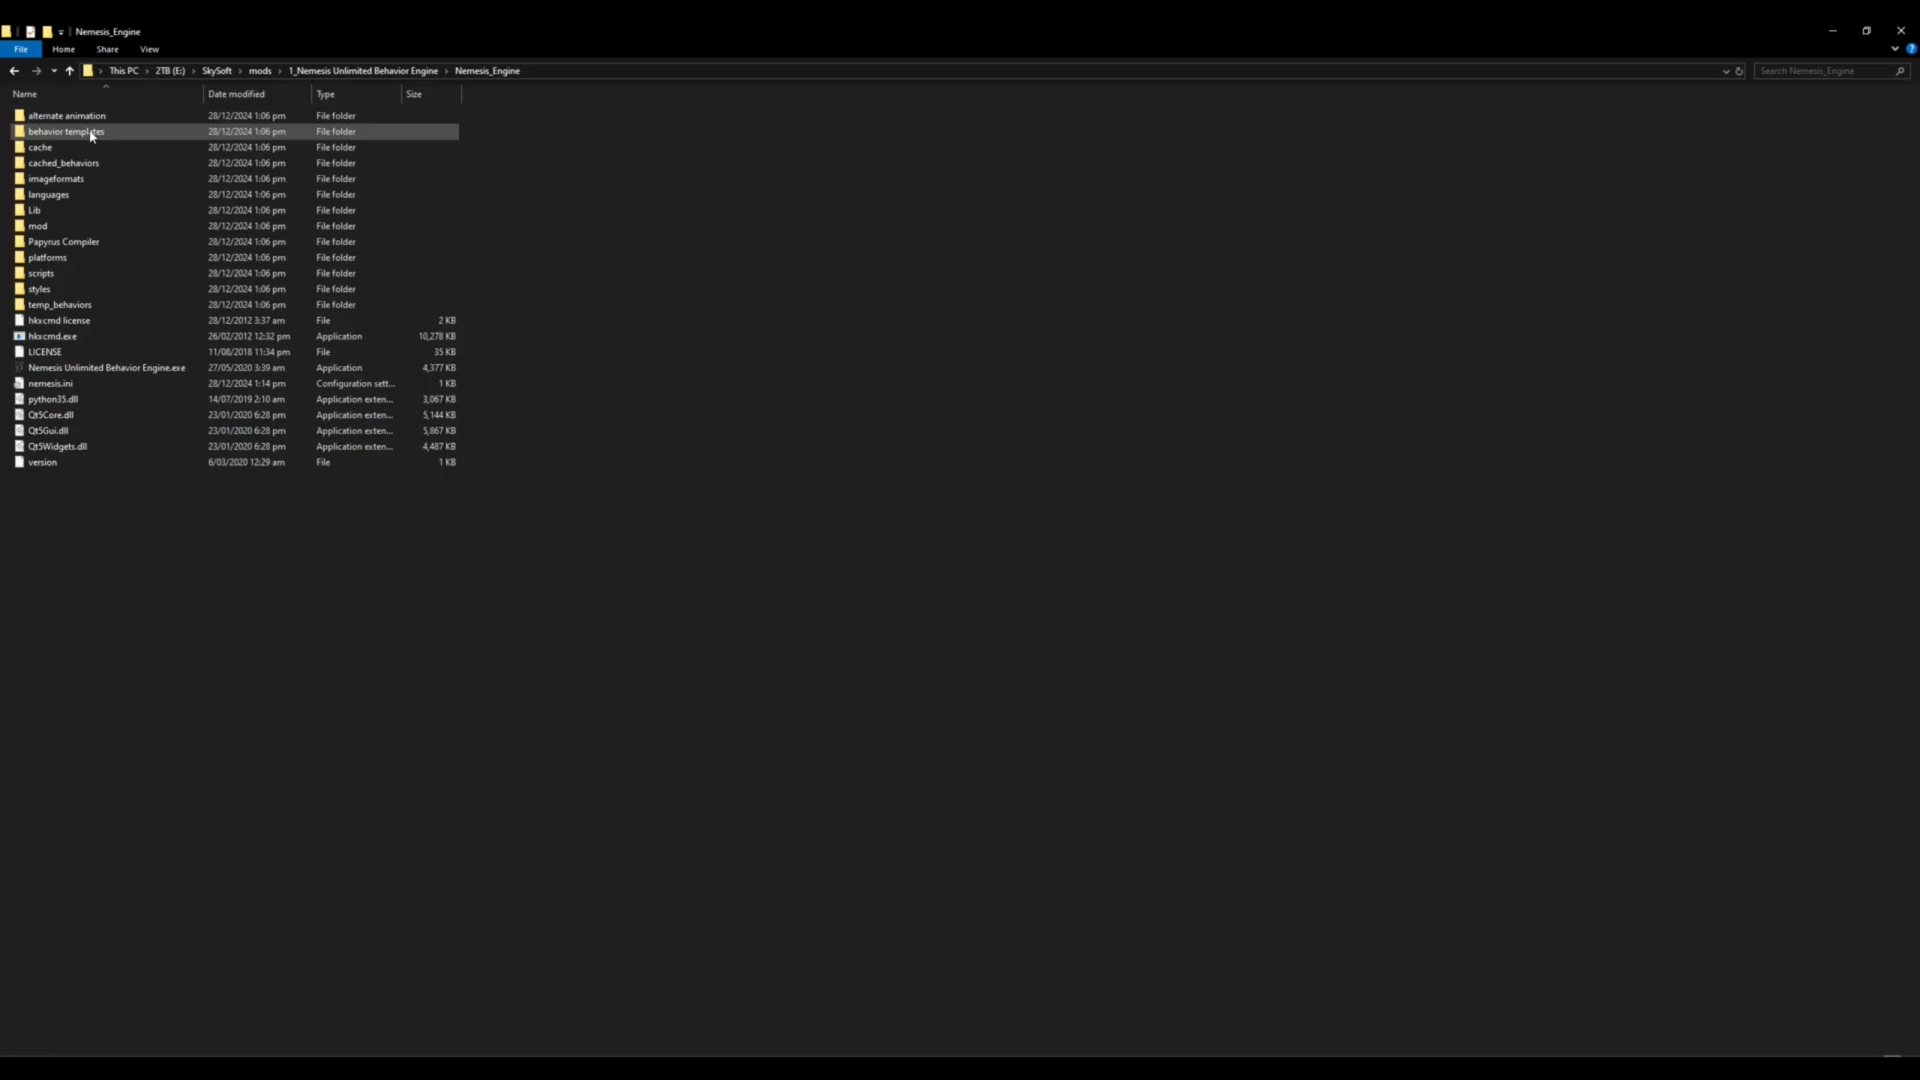 Nemesis_Engine
File Home Share View
This PC 2TB (E:) SkySoft mods 1_Nemesis Unlimited Behavior Engine Nemesis_Engine Search Nemesis_Engine
Name Date modified Type Size
alternate animation 28/12/2024 1:06 pm File folder
behavior templates 28/12/2024 1:06 pm File folder
cache 28/12/2024 1:06 pm File folder
cached_behaviors 28/12/2024 1:06 pm File folder
imageformats 28/12/2024 1:06 pm File folder
languages 28/12/2024 1:06 pm File folder
Lib 28/12/2024 1:06 pm File folder
mod 28/12/2024 1:06 pm File folder
Papyrus Compiler 28/12/2024 1:06 pm File folder
platforms 28/12/2024 1:06 pm File folder
scripts 28/12/2024 1:06 pm File folder
styles 28/12/2024 1:06 pm File folder
temp_behaviors 28/12/2024 1:06 pm File folder
hkxcmd license 28/12/2012 3:37 am File 2 KB
hkxcmd.exe 26/02/2012 12:32 pm Application 10,278 KB
LICENSE 11/08/2018 11:34 pm File 35 KB
Nemesis Unlimited Behavior Engine.exe 27/05/2020 3:39 am Application 4,377 KB
nemesis.ini 28/12/2024 1:14 pm Configuration sett... 1 KB
python35.dll 14/07/2019 2:10 am Application exten... 3,067 KB
Qt5Core.dll 23/01/2020 6:28 pm Application exten... 5,144 KB
Qt5Gui.dll 23/01/2020 6:28 pm Application exten... 5,867 KB
Qt5Widgets.dll 23/01/2020 6:28 pm Application exten... 4,487 KB
version 6/03/2020 12:29 am File 1 KB